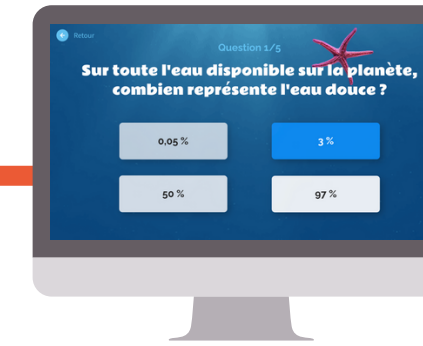 Retour
Question 1/5
Sur toute l'eau disponible sur la planète,
combien représente l'eau douce ?
0,05 %
3 %
50 %
97 %